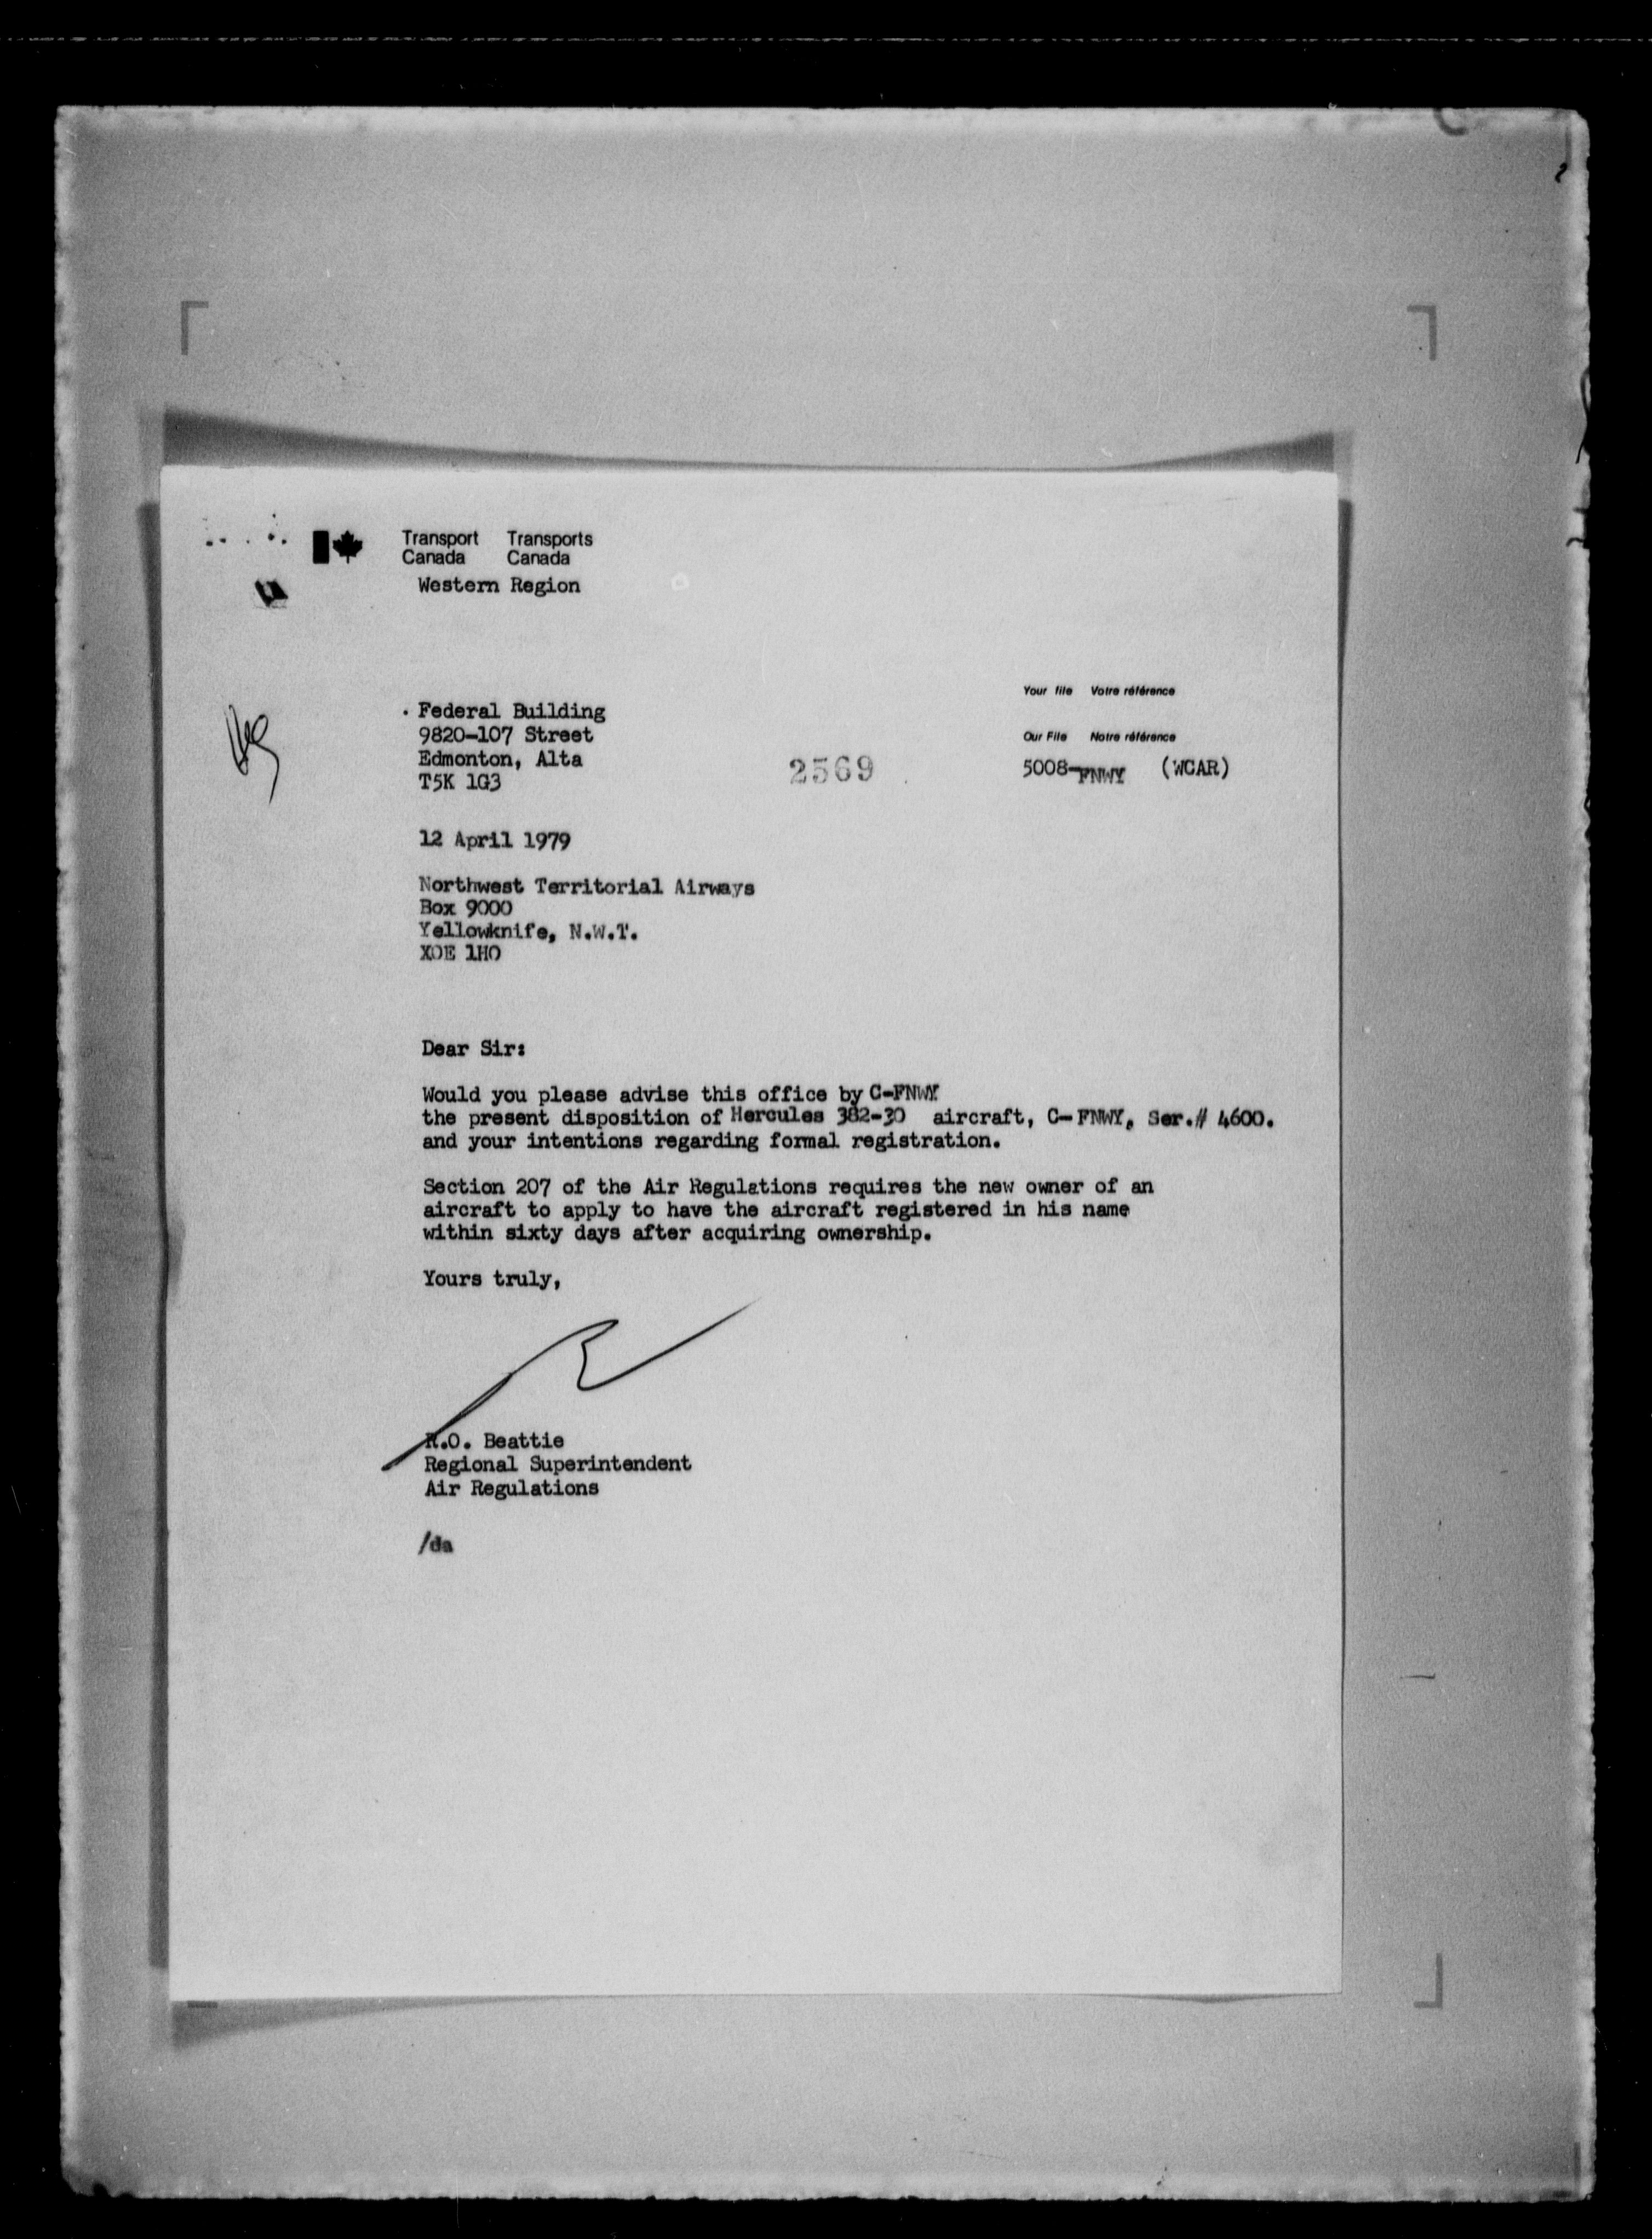 Transport Transports
Canada Canada
Western Region
Your file Votre référence
Federal Building
9820-107 Street
Edmonton, Alta
T5K 1G3
Our File Notre référence
2569
5008-FNWY (WCAR)
12 April 1979
Northwest Territorial Airways
Box 9000
Yellowknife, N.W.T.
XOE 1HO
Dear Sir:
Would you please advise this office by C-FNWY
the present disposition of Hercules 382-30 aircraft, C-FNWY, Ser.# 4600.
and your intentions regarding formal registration.
Section 207 of the Air Regulations requires the new owner of an
aircraft to apply to have the aircraft registered in his name
within sixty days after acquiring ownership.
Yours truly,
R.O. Beattie
Regional Superintendent
Air Regulations
/da